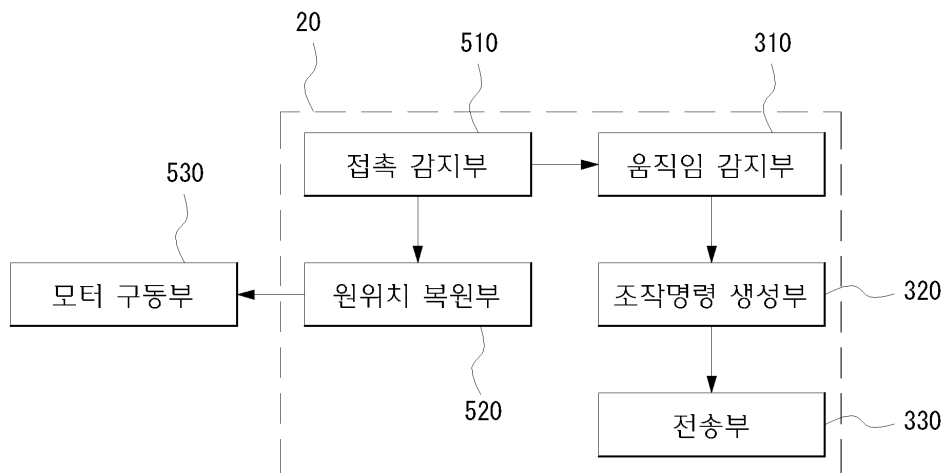 20
510
310
접촉 감지부
움직임 감지부
530
모터 구동부
원위치 복원부
조작명령 생성부
320
520
전송부
330